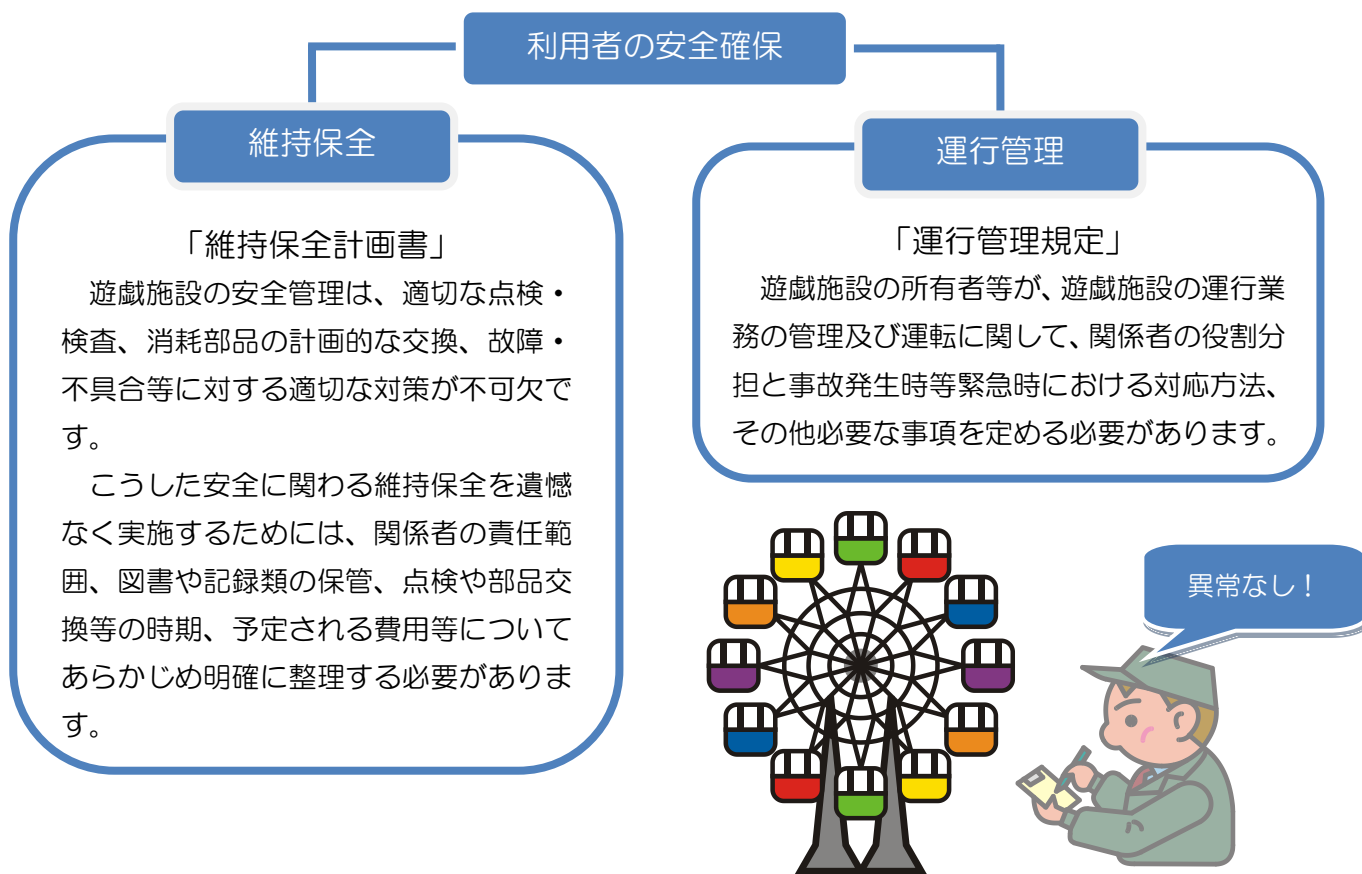 利用者の安全確保
維持保全
「維持保全計画書」
　遊戯施設の安全管理は、適切な点検・
検査、消耗部品の計画的な交換、故障・
不具合等に対する適切な対策が不可欠で
す。
　こうした安全に関わる維持保全を遺憾
なく実施するためには、関係者の責任範
囲、図書や記録類の保管、点検や部品交
換等の時期、予定される費用等について
あらかじめ明確に整理する必要がありま
す。
運行管理
「運行管理規定」
　遊戯施設の所有者等が、遊戯施設の運行業
務の管理及び運転に関して、関係者の役割分
担と事故発生時等緊急時における対応方法、
その他必要な事項を定める必要があります。
異常なし！